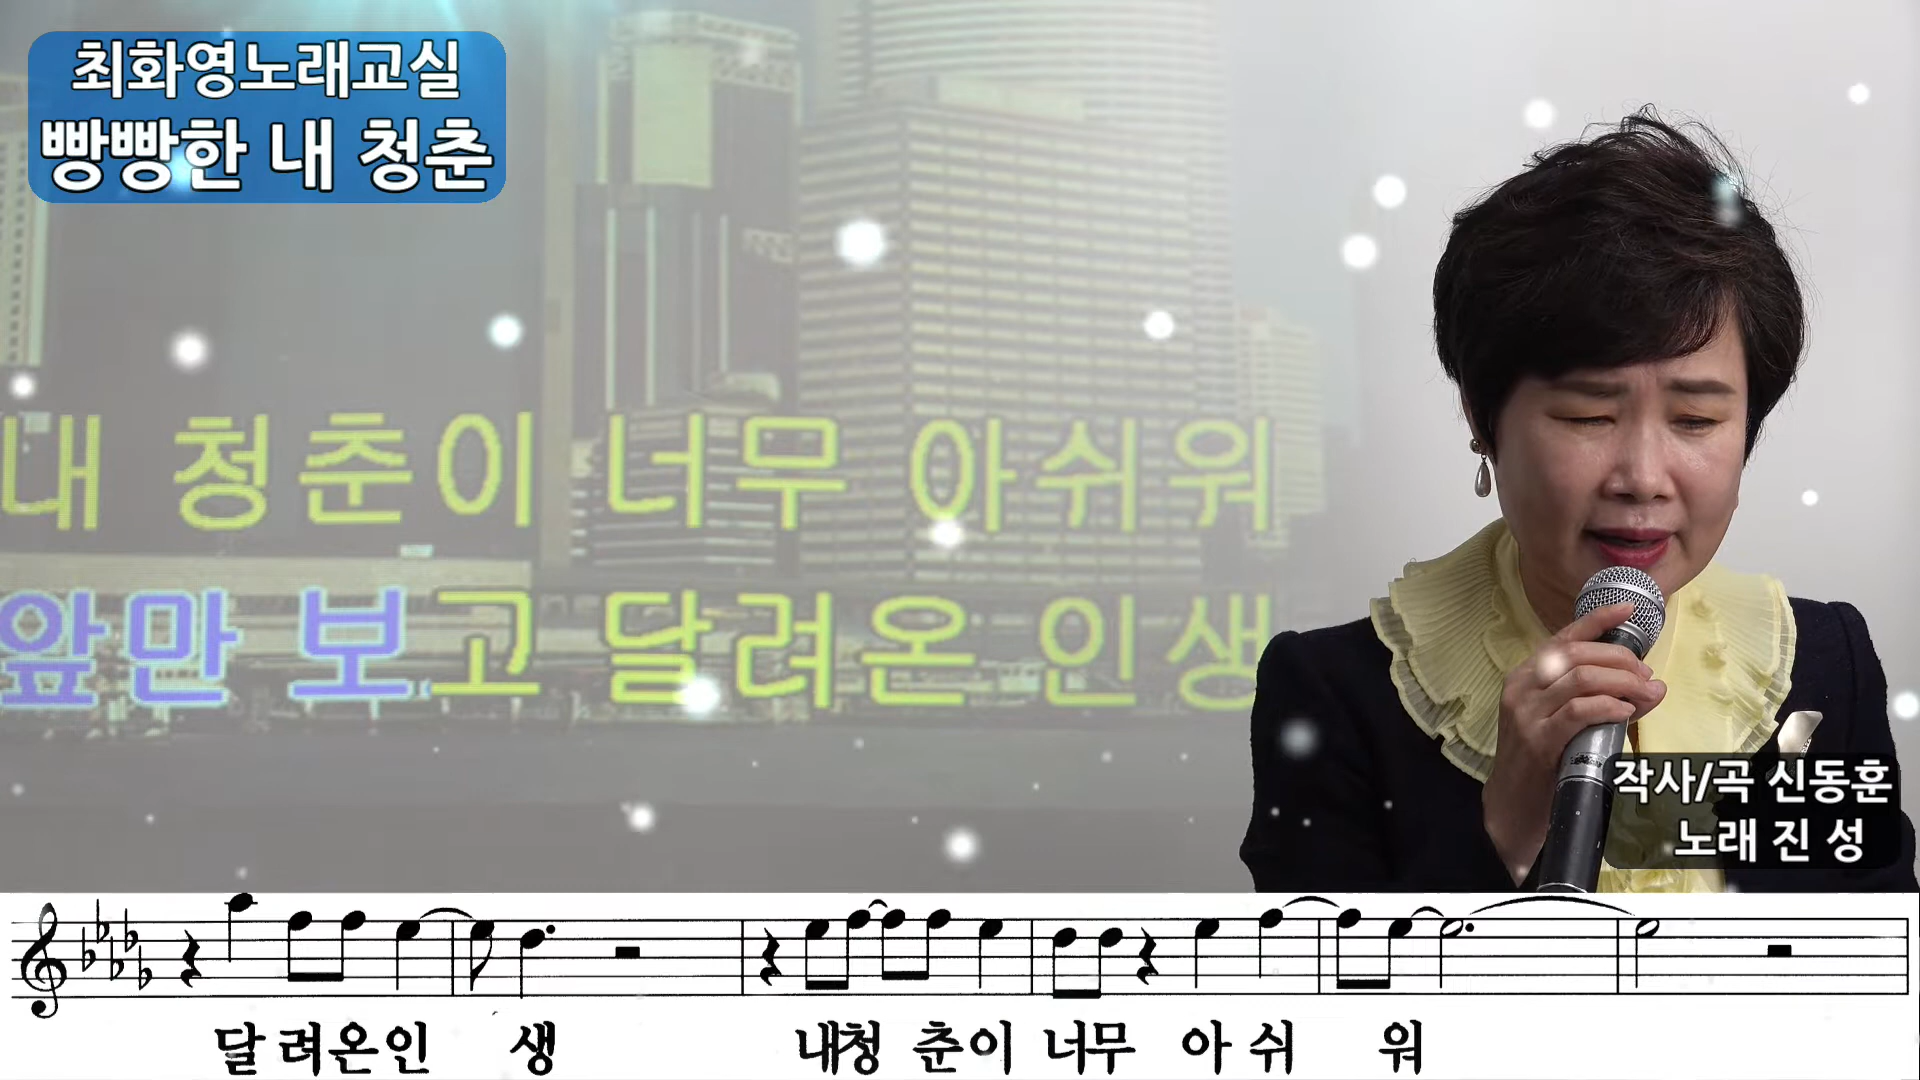 최화영노래교실
빵빵한 내 청춘
내 청춘이 너무 아쉬워
앞만 보고 달려온 인생
작사/곡 신동훈
노래 진 성
달 려온인 생 내청 춘이 너무 아 쉬 워